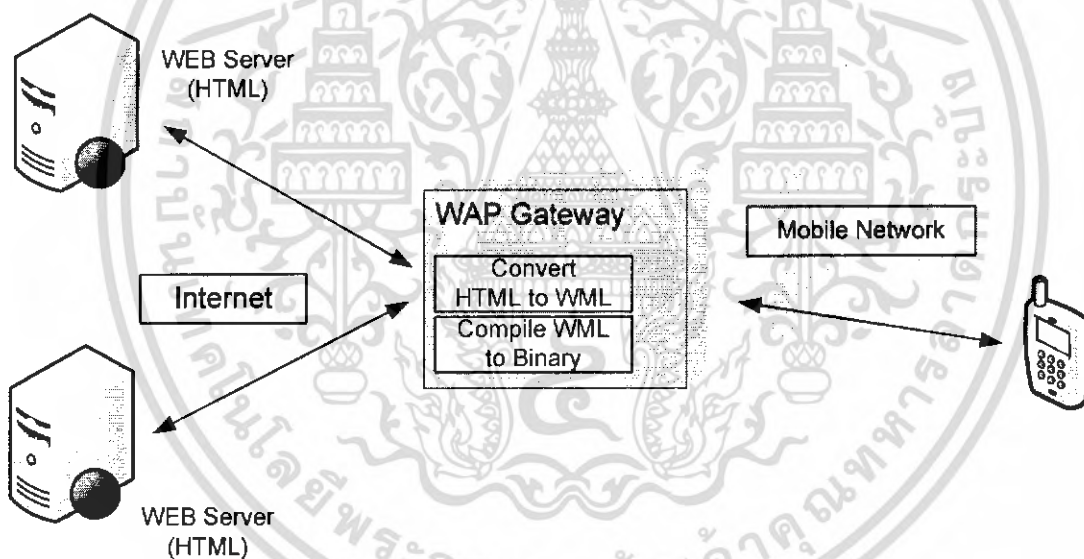 WEB Server
(HTML)
WAP Gateway
Convert
HTML to WML
Compile WML
to Binary
Mobile Network
Internet
WEB Server
(HTML)